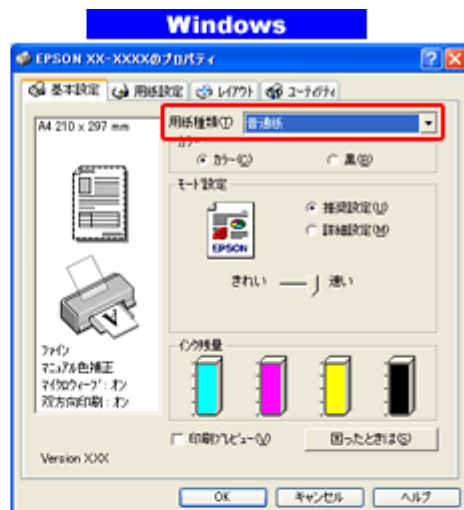 Windows
EPSON XX-XXXXのプロパティ
基本設定 用紙設定 レイアウト ユーティリティ
A4 210 x 297 mm
用紙種類(T) 普通紙
カラー
カラー(C) 黒(B)
モード設定
推奨設定(U)
詳細設定(M)
EPSON
きれい 速い
ファイン
マニュアル色補正
マイクロウィーブ：オン
双方向印刷：オン
インク残量
印刷プレビュー(V) 困ったときは(S)
Version X.XX
OK キャンセル ヘルプ